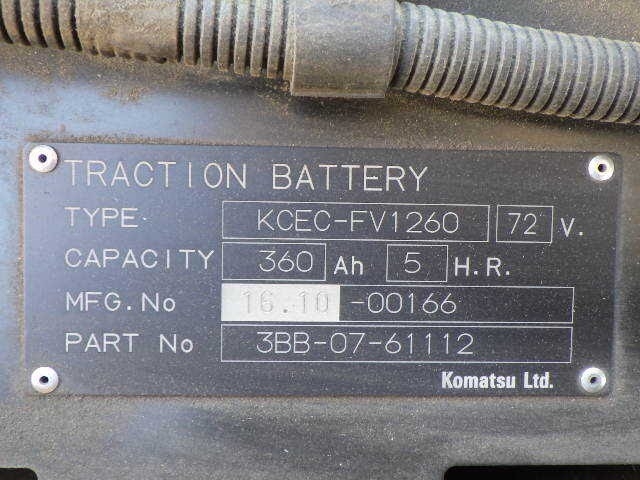 TRACTION BATTERY
TYPE KCEC-FV1260 72 V.
CAPACITY 360 Ah 5 H.R.
MFG.No 16.10 -00166
PART No 3BB-07-61112
Komatsu Ltd.